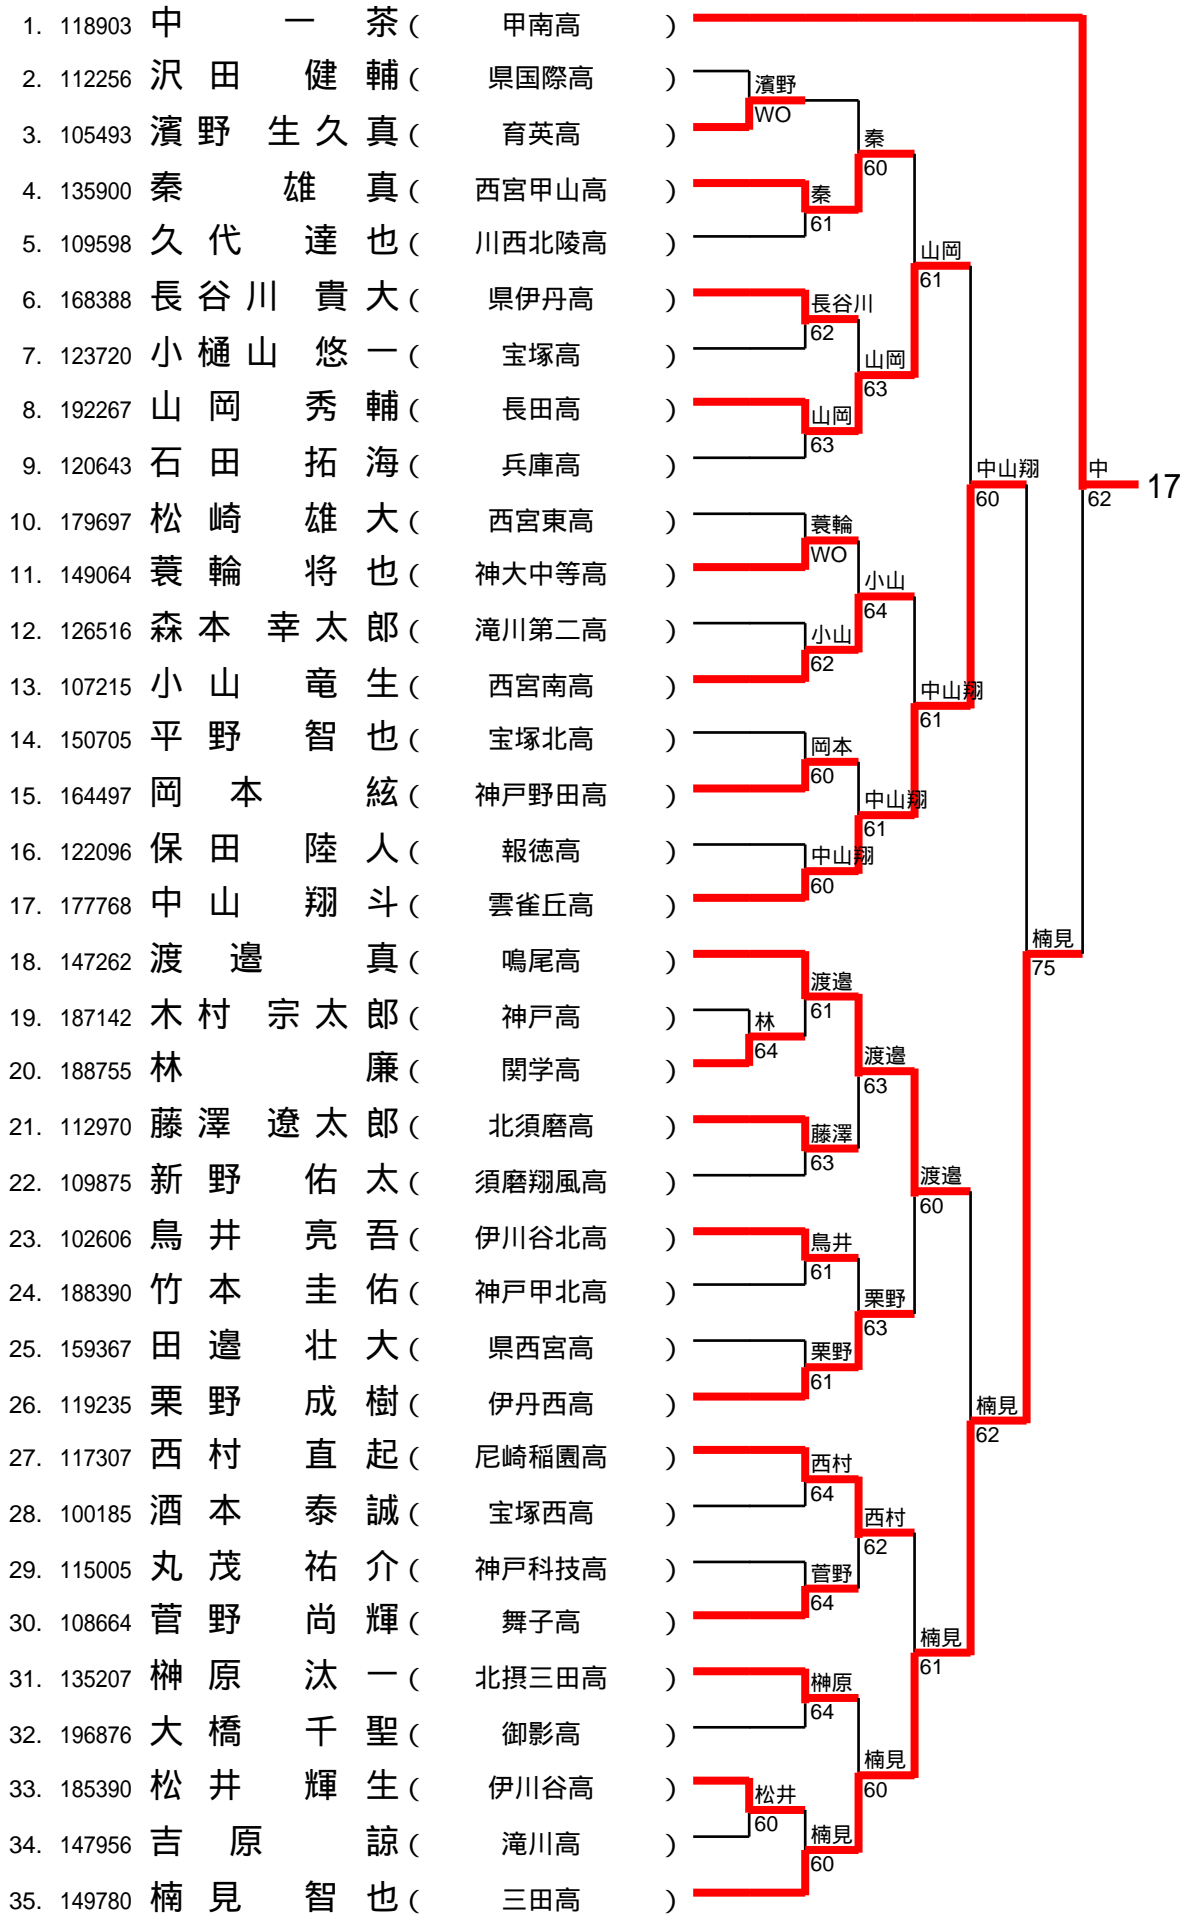 1. 118903 中 一 茶 ( 甲南高 )
2. 112256 沢 田 健 輔 ( 県国際高 )
濱野
WO
3. 105493 濱 野 生 久 真 ( 育英高 )
秦
60
4. 135900 秦 雄 真 ( 西宮甲山高 )
秦
61
5. 109598 久 代 達 也 ( 川西北陵高 )
山岡
61
6. 168388 長 谷 川 貴 大 ( 県伊丹高 )
長谷川
62
7. 123720 小 樋 山 悠 一 ( 宝塚高 )
山岡
63
8. 192267 山 岡 秀 輔 ( 長田高 )
山岡
63
9. 120643 石 田 拓 海 ( 兵庫高 )
中山翔
60
中
62
17
10. 179697 松 崎 雄 大 ( 西宮東高 )
蓑輪
WO
11. 149064 蓑 輪 将 也 ( 神大中等高 )
小山
64
12. 126516 森 本 幸 太 郎 ( 滝川第二高 )
小山
62
13. 107215 小 山 竜 生 ( 西宮南高 )
中山翔
61
14. 150705 平 野 智 也 ( 宝塚北高 )
岡本
60
15. 164497 岡 本 絃 ( 神戸野田高 )
中山翔
61
16. 122096 保 田 陸 人 ( 報徳高 )
中山翔
60
17. 177768 中 山 翔 斗 ( 雲雀丘高 )
楠見
75
18. 147262 渡 邉 真 ( 鳴尾高 )
渡邉
61
19. 187142 木 村 宗 太 郎 ( 神戸高 )
林
64
20. 188755 林 廉 ( 関学高 )
渡邉
63
21. 112970 藤 澤 遼 太 郎 ( 北須磨高 )
藤澤
63
22. 109875 新 野 佑 太 ( 須磨翔風高 )
渡邉
60
23. 102606 鳥 井 亮 吾 ( 伊川谷北高 )
鳥井
61
24. 188390 竹 本 圭 佑 ( 神戸甲北高 )
栗野
63
25. 159367 田 邉 壮 大 ( 県西宮高 )
栗野
61
26. 119235 栗 野 成 樹 ( 伊丹西高 )
楠見
62
27. 117307 西 村 直 起 ( 尼崎稲園高 )
西村
64
28. 100185 酒 本 泰 誠 ( 宝塚西高 )
西村
62
29. 115005 丸 茂 祐 介 ( 神戸科技高 )
菅野
64
30. 108664 菅 野 尚 輝 ( 舞子高 )
楠見
61
31. 135207 榊 原 汰 一 ( 北摂三田高 )
榊原
64
32. 196876 大 橋 千 聖 ( 御影高 )
楠見
60
33. 185390 松 井 輝 生 ( 伊川谷高 )
松井
60
34. 147956 吉 原 諒 ( 滝川高 )
楠見
60
35. 149780 楠 見 智 也 ( 三田高 )